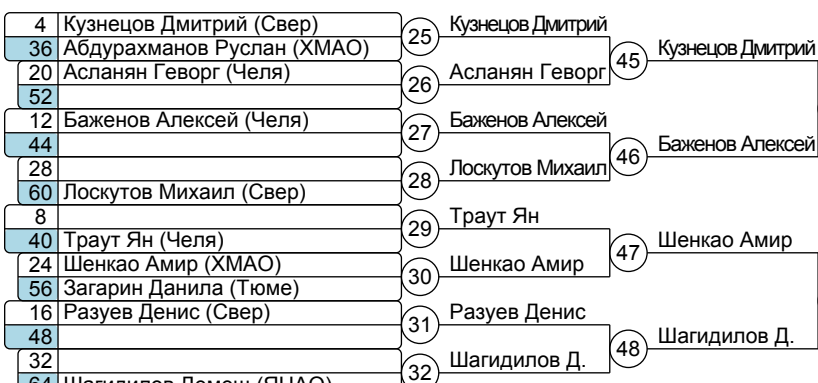 4 Кузнецов Дмитрий (Свер)
36 Абдурахманов Руслан (ХМАО)
25
Кузнецов Дмитрий
20 Асланян Геворг (Челя)
52
26
Асланян Геворг
45
Кузнецов Дмитрий
12 Баженов Алексей (Челя)
44
27
Баженов Алексей
28
60 Лоскутов Михаил (Свер)
28
Лоскутов Михаил
46
Баженов Алексей
8
40 Траут Ян (Челя)
29
Траут Ян
24 Шенкао Амир (ХМАО)
56 Загарин Данила (Тюме)
30
Шенкао Амир
47
Шенкао Амир
16 Разуев Денис (Свер)
48
31
Разуев Денис
32
64 Шагидилов Ломеш (ЯНАО)
32
Шагидилов Д.
48
Шагидилов Д.